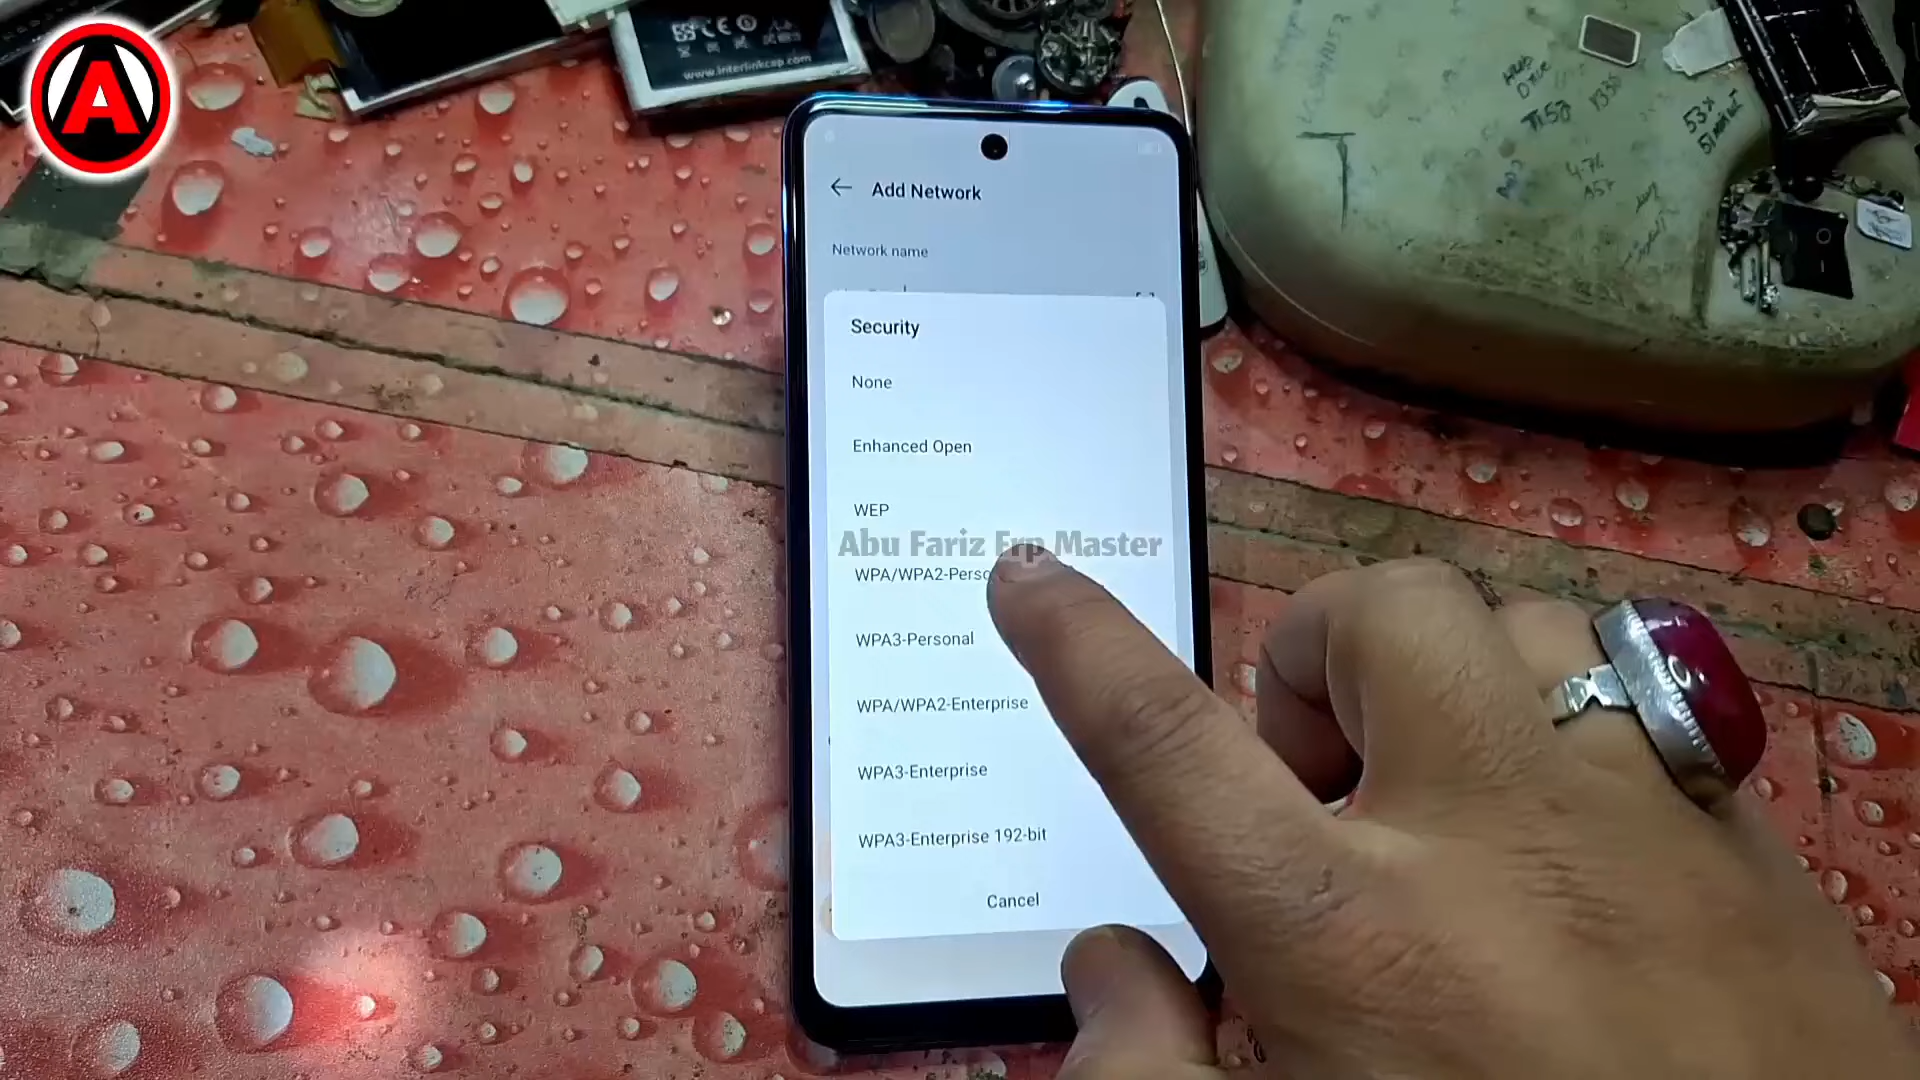 A
www.interlinkcap.com
Add Network
Network name
Security
None
Enhanced Open
WEP
Abu Fariz Frp Master
WPA/WPA2-Perso
WPA3-Personal
WPA/WPA2-Enterprise
WPA3-Enterprise
WPA3-Enterprise 192-bit
Cancel